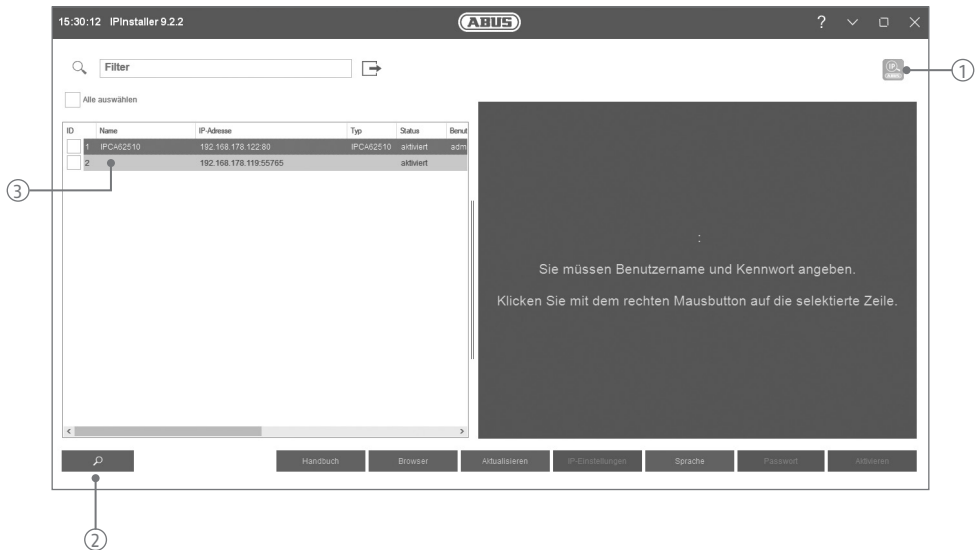 15:30:12 IPInstaller 9.2.2
ABUS
?
Filter
IP
ABUS
1
Alle auswählen
ID Name IP-Adresse Typ Status Benut
1 IPCA62510 192.168.178.122:80 IPCA62510 aktiviert adm
2 192.168.178.119:55765 aktiviert
3
:
Sie müssen Benutzername und Kennwort angeben.
Klicken Sie mit dem rechten Mausbutton auf die selektierte Zeile.
Handbuch Browser Aktualisieren IP-Einstellungen Sprache Passwort Aktivieren
2